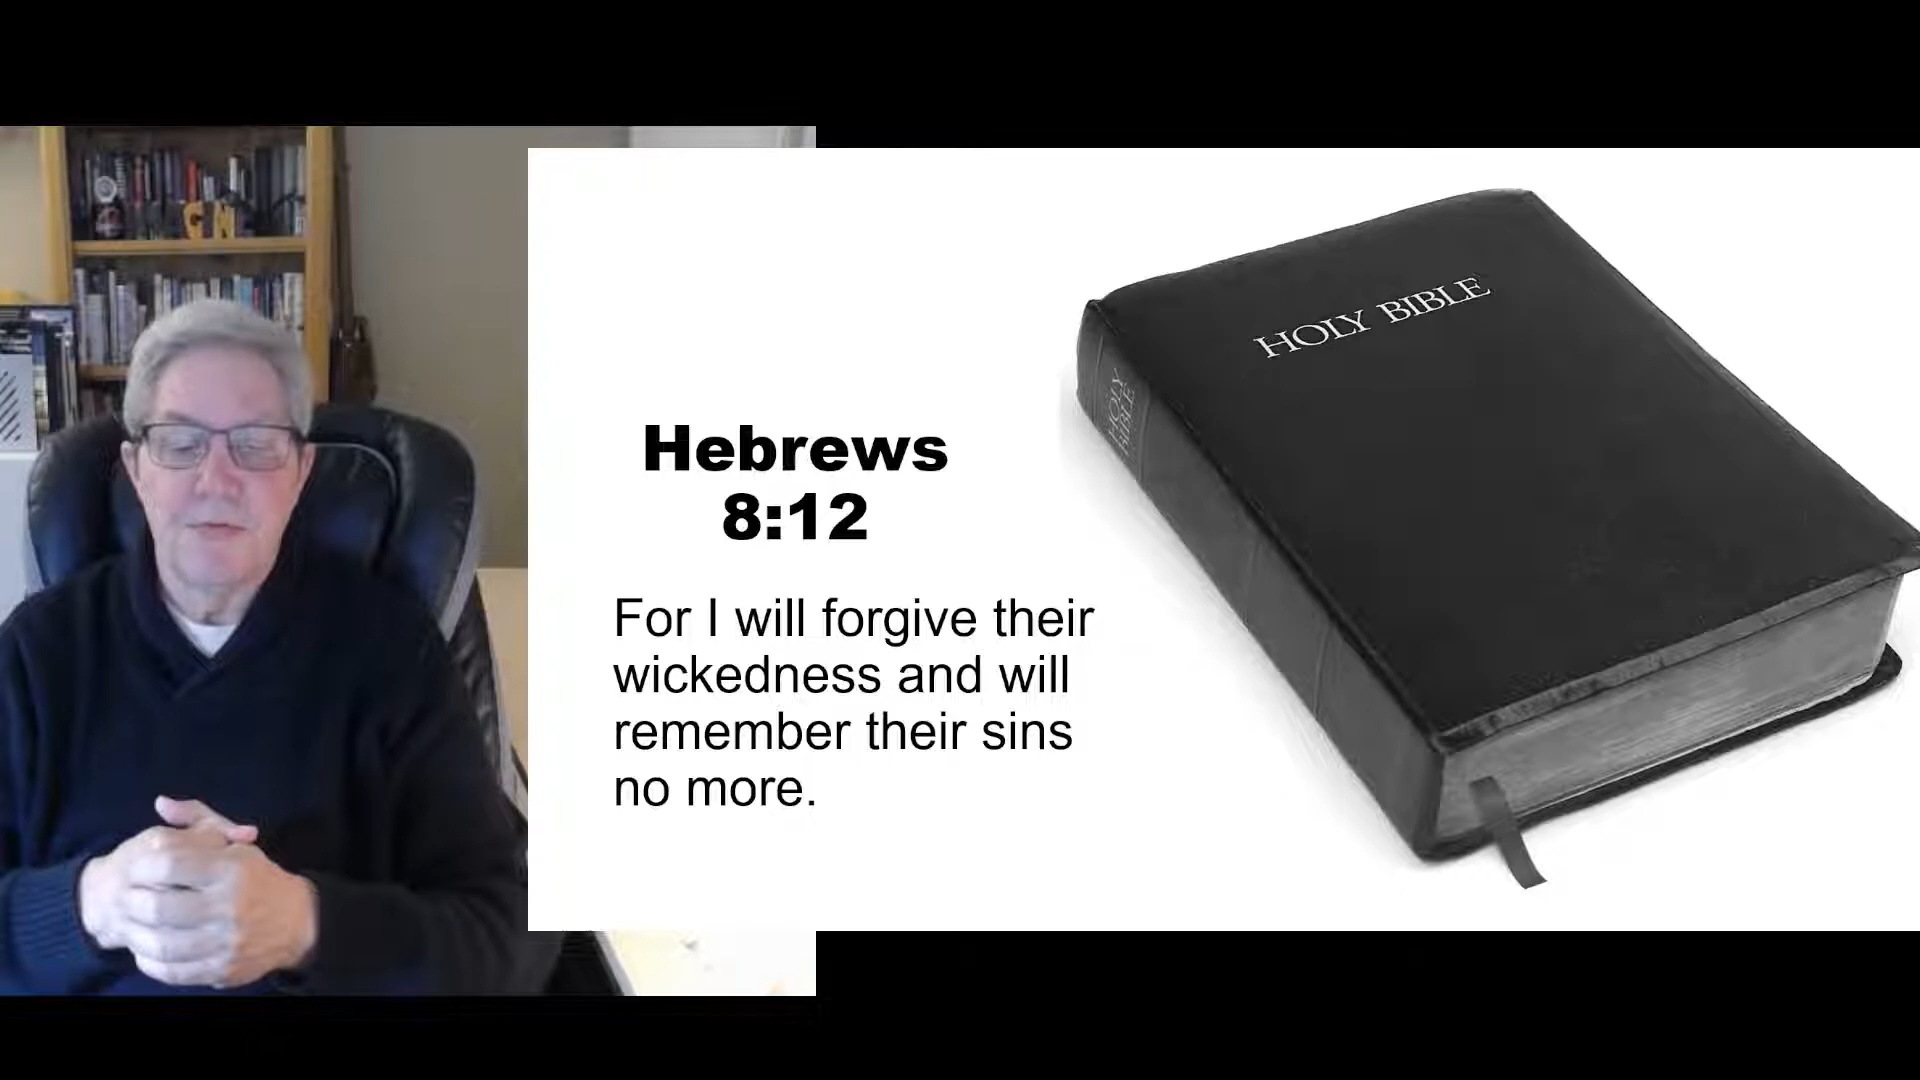 HOLY BIBLE
HOLY
BIBLE
Hebrews
8:12
For I will forgive their
wickedness and will
remember their sins
no more.